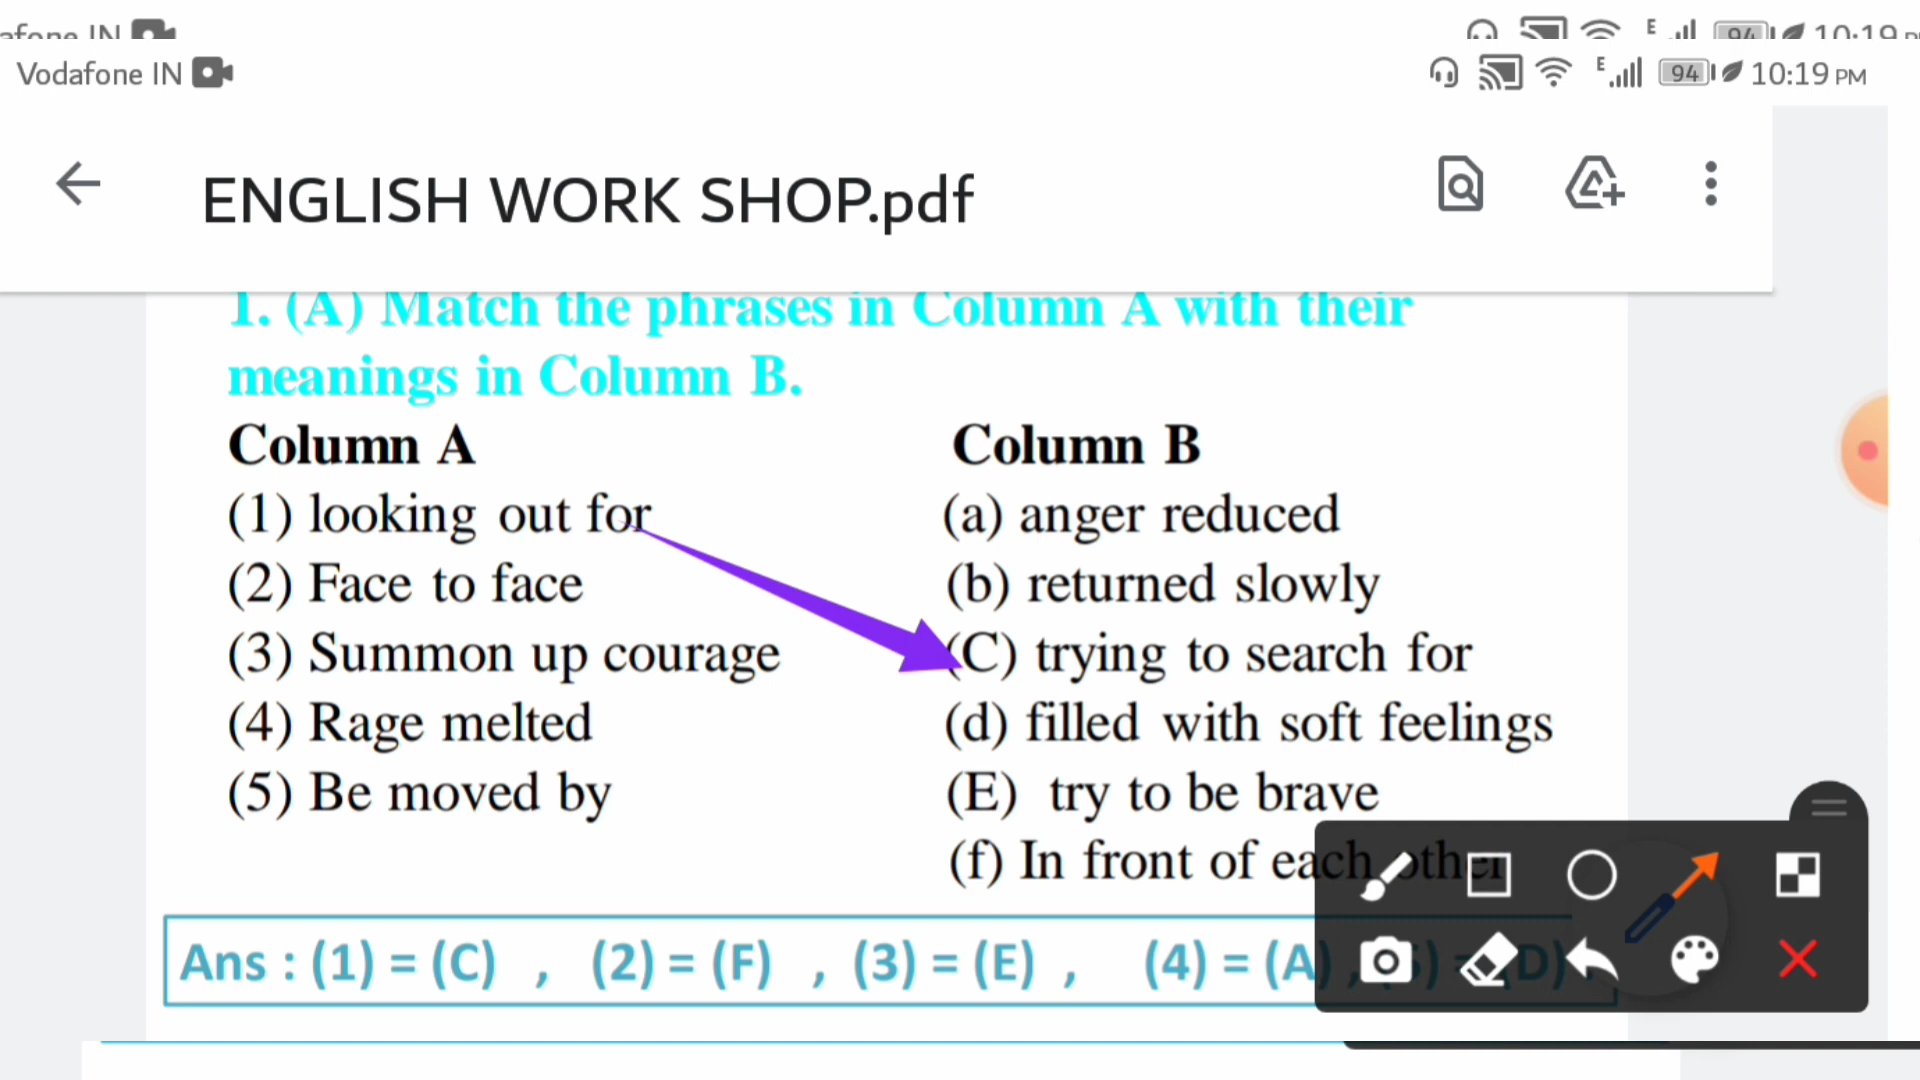 Vodafone IN
E 94 10:19 PM
ENGLISH WORK SHOP.pdf
1. (A) Match the phrases in Column A with their
meanings in Column B.
Column A Column B
(1) looking out for (a) anger reduced
(2) Face to face (b) returned slowly
(3) Summon up courage (C) trying to search for
(4) Rage melted (d) filled with soft feelings
(5) Be moved by (E) try to be brave
(f) In front of each other
Ans : (1) = (C) , (2) = (F) , (3) = (E) , (4) = (A) , (5) = (D)